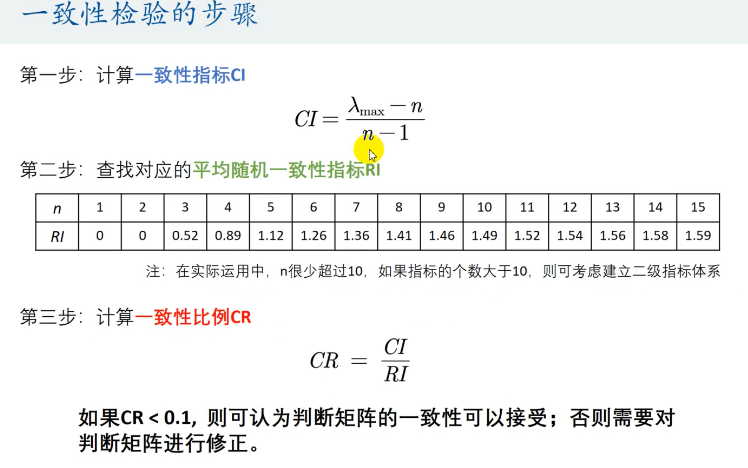 一致性检验的步骤
第一步：计算一致性指标CI
CI = (λmax − n) / (n − 1)
第二步：查找对应的平均随机一致性指标RI
n 1 2 3 4 5 6 7 8 9 10 11 12 13 14 15
RI 0 0 0.52 0.89 1.12 1.26 1.36 1.41 1.46 1.49 1.52 1.54 1.56 1.58 1.59
注：在实际运用中，n很少超过10，如果指标的个数大于10，则可考虑建立二级指标体系
第三步：计算一致性比例CR
CR = CI / RI
如果CR < 0.1, 则可认为判断矩阵的一致性可以接受；否则需要对
判断矩阵进行修正。